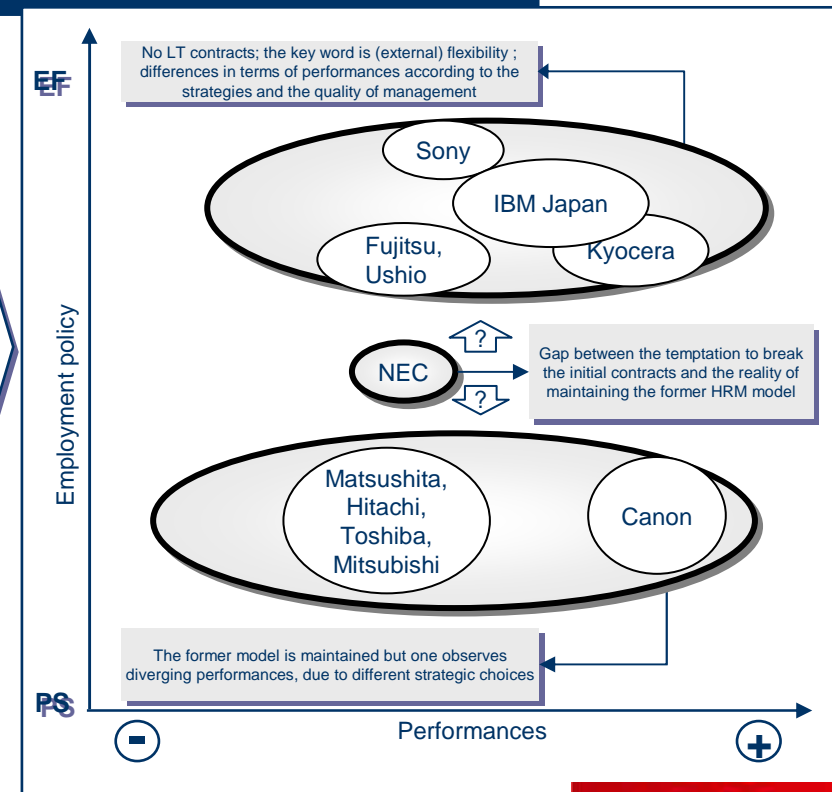 No LT contracts; the key word is (external) flexibility ;
differences in terms of performances according to the
strategies and the quality of management
EF
Sony
IBM Japan
Fujitsu,
Ushio
Kyocera
Employment policy
?
NEC
?
Gap between the temptation to break
the initial contracts and the reality of
maintaining the former HRM model
Matsushita,
Hitachi,
Toshiba,
Mitsubishi
Canon
The former model is maintained but one observes
diverging performances, due to different strategic choices
PS
Performances
-
+